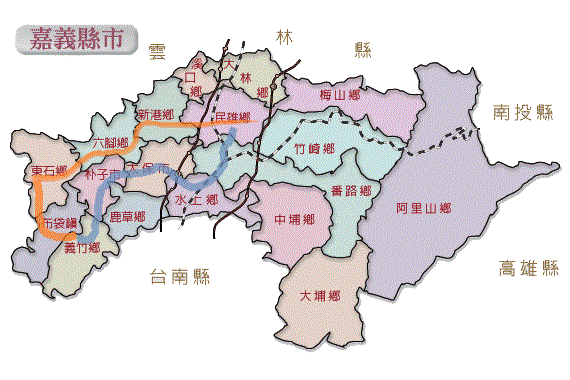 嘉義縣市
雲
林
縣
南投縣
高雄縣
台南縣
溪口鄉
大林鄉
梅山鄉
新港鄉
民雄鄉
六腳鄉
竹崎鄉
東石鄉
朴子市
太保市
番路鄉
水上鄉
阿里山鄉
布袋鎮
鹿草鄉
中埔鄉
義竹鄉
大埔鄉